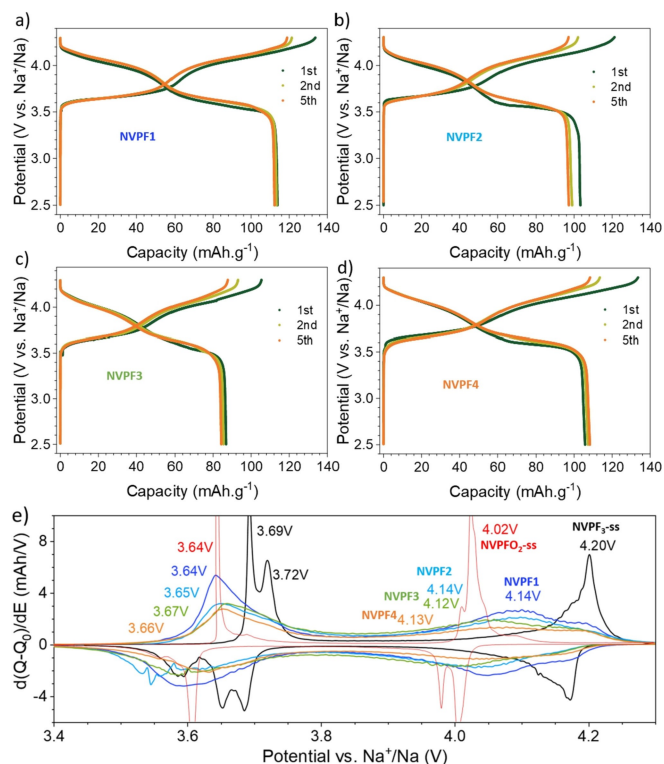 a)
b)
Potential (V vs. Na⁺/Na)
4.0
3.5
3.0
2.5
1st
2nd
5th
NVPF1
0 20 40 60 80 100 120 140
Capacity (mAh.g⁻¹)
Potential (V vs. Na⁺/Na)
4.0
3.5
3.0
2.5
1st
2nd
5th
NVPF2
0 20 40 60 80 100 120 140
Capacity (mAh.g⁻¹)
c)
d)
Potential (V vs. Na⁺/Na)
4.0
3.5
3.0
2.5
1st
2nd
5th
NVPF3
0 20 40 60 80 100 120 140
Capacity (mAh.g⁻¹)
Potential (V vs. Na⁺/Na)
4.0
3.5
3.0
2.5
1st
2nd
5th
NVPF4
0 20 40 60 80 100 120 140
Capacity (mAh.g⁻¹)
e)
d(Q-Q₀)/dE (mAh/V)
8
4
0
-4
3.64V
3.64V
3.65V
3.67V
3.66V
3.69V
3.72V
4.02V
NVPFO₂-ss
NVPF₃-ss
4.20V
NVPF2
4.14V
NVPF1
4.14V
NVPF3
4.12V
NVPF4
4.13V
3.4 3.6 3.8 4.0 4.2
Potential vs. Na⁺/Na (V)